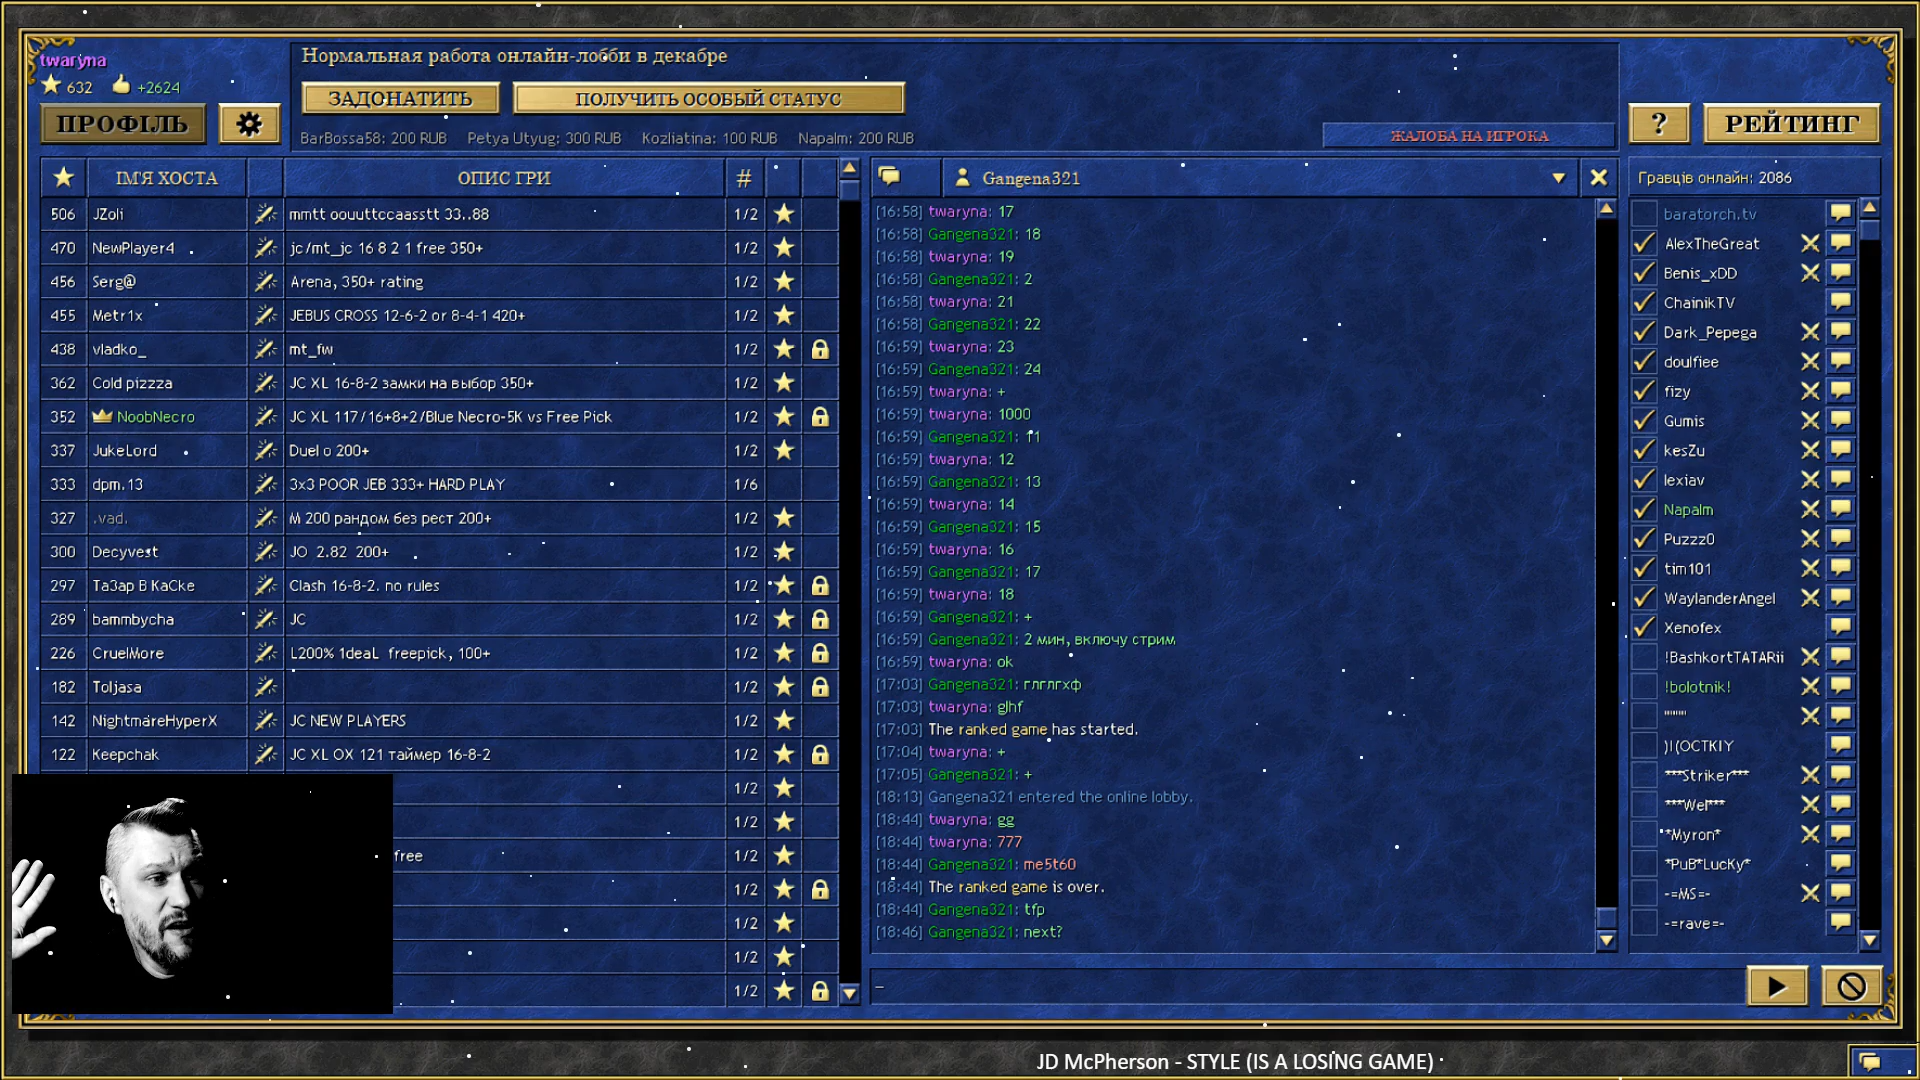 twaryna
632 +2624
ПРОФІЛЬ
Нормальная работа онлайн-лобби в декабре
ЗАДОНАТИТЬ ПОЛУЧИТЬ ОСОБЫЙ СТАТУС
BarBossa58: 200 RUB Petya Utyug: 300 RUB Kozliatina: 100 RUB Napalm: 200 RUB
ЖАЛОБА НА ИГРОКА
? РЕЙТИНГ
ІМ'Я ХОСТА ОПИС ГРИ #
506 JZoli mmtt oouuttccaasstt 33..88 1/2
470 NewPlayer4 jc/mt_jc 16 8 2 1 free 350+ 1/2
456 Serg@ Arena, 350+ rating 1/2
455 Metr1x JEBUS CROSS 12-6-2 or 8-4-1 420+ 1/2
438 vladko_ mt_fw 1/2
362 Cold pizzza JC XL 16-8-2 замки на выбор 350+ 1/2
352 NoobNecro JC XL 117/16+8+2/Blue Necro-5K vs Free Pick 1/2
337 JukeLord Duel o 200+ 1/2
333 dpm.13 3x3 POOR JEB 333+ HARD PLAY 1/6
327 .vad. М 200 рандом без рест 200+ 1/2
300 Decyvest JO 2.82 200+ 1/2
297 Ta3ap B KaCke Clash 16-8-2. no rules 1/2
289 bammbycha JC 1/2
226 CruelMore L200% 1deaL freepick, 100+ 1/2
182 Toljasa 1/2
142 NightmareHyperX JC NEW PLAYERS 1/2
122 Keepchak JC XL OX 121 таймер 16-8-2 1/2
1/2
1/2
free 1/2
1/2
1/2
1/2
1/2
Gangena321
[16:58] twaryna: 17
[16:58] Gangena321: 18
[16:58] twaryna: 19
[16:58] Gangena321: 2
[16:58] twaryna: 21
[16:58] Gangena321: 22
[16:59] twaryna: 23
[16:59] Gangena321: 24
[16:59] twaryna: +
[16:59] twaryna: 1000
[16:59] Gangena321: 11
[16:59] twaryna: 12
[16:59] Gangena321: 13
[16:59] twaryna: 14
[16:59] Gangena321: 15
[16:59] twaryna: 16
[16:59] Gangena321: 17
[16:59] twaryna: 18
[16:59] Gangena321: +
[16:59] Gangena321: 2 мин, включу стрим
[16:59] twaryna: ok
[17:03] Gangena321: глглгхф
[17:03] twaryna: glhf
[17:03] The ranked game has started.
[17:04] twaryna: +
[17:05] Gangena321: +
[18:13] Gangena321 entered the online lobby.
[18:44] twaryna: gg
[18:44] twaryna: 777
[18:44] Gangena321: me5t60
[18:44] The ranked game is over.
[18:44] Gangena321: tfp
[18:46] Gangena321: next?
_
Гравців онлайн: 2086
baratorch.tv
AlexTheGreat
Benis_xDD
ChainikTV
Dark_Pepega
doulfiee
fizy
Gumis
kesZu
lexiav
Napalm
Puzzz0
tim101
WaylanderAngel
Xenofex
!BashkortTATARii
!bolotnik!
)I(OCTKIY
***Striker***
***Wel***
*Myron*
*PuB*LucKy*
-=MS=-
-=rave=-
JD McPherson - STYLE (IS A LOSING GAME)